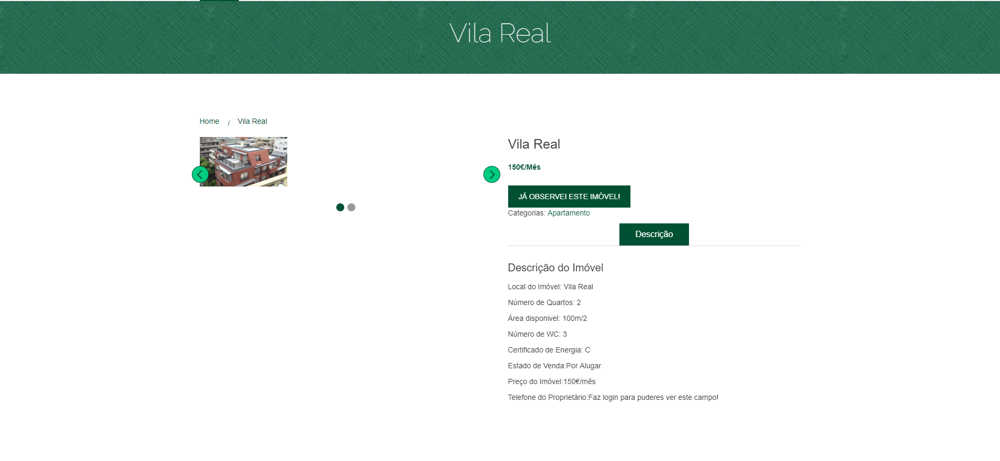 Vila Real
Home / Vila Real
Vila Real
150€/Mês
JÁ OBSERVEI ESTE IMÓVEL!
Categorias: Apartamento
Descrição
Descrição do Imóvel
Local do Imóvel: Vila Real
Número de Quartos: 2
Área disponivel: 100m/2
Número de WC: 3
Certificado de Energia: C
Estado de Venda:Por Alugar
Preço do Imóvel:150€/mês
Telefone do Proprietário:Faz login para puderes ver este campo!